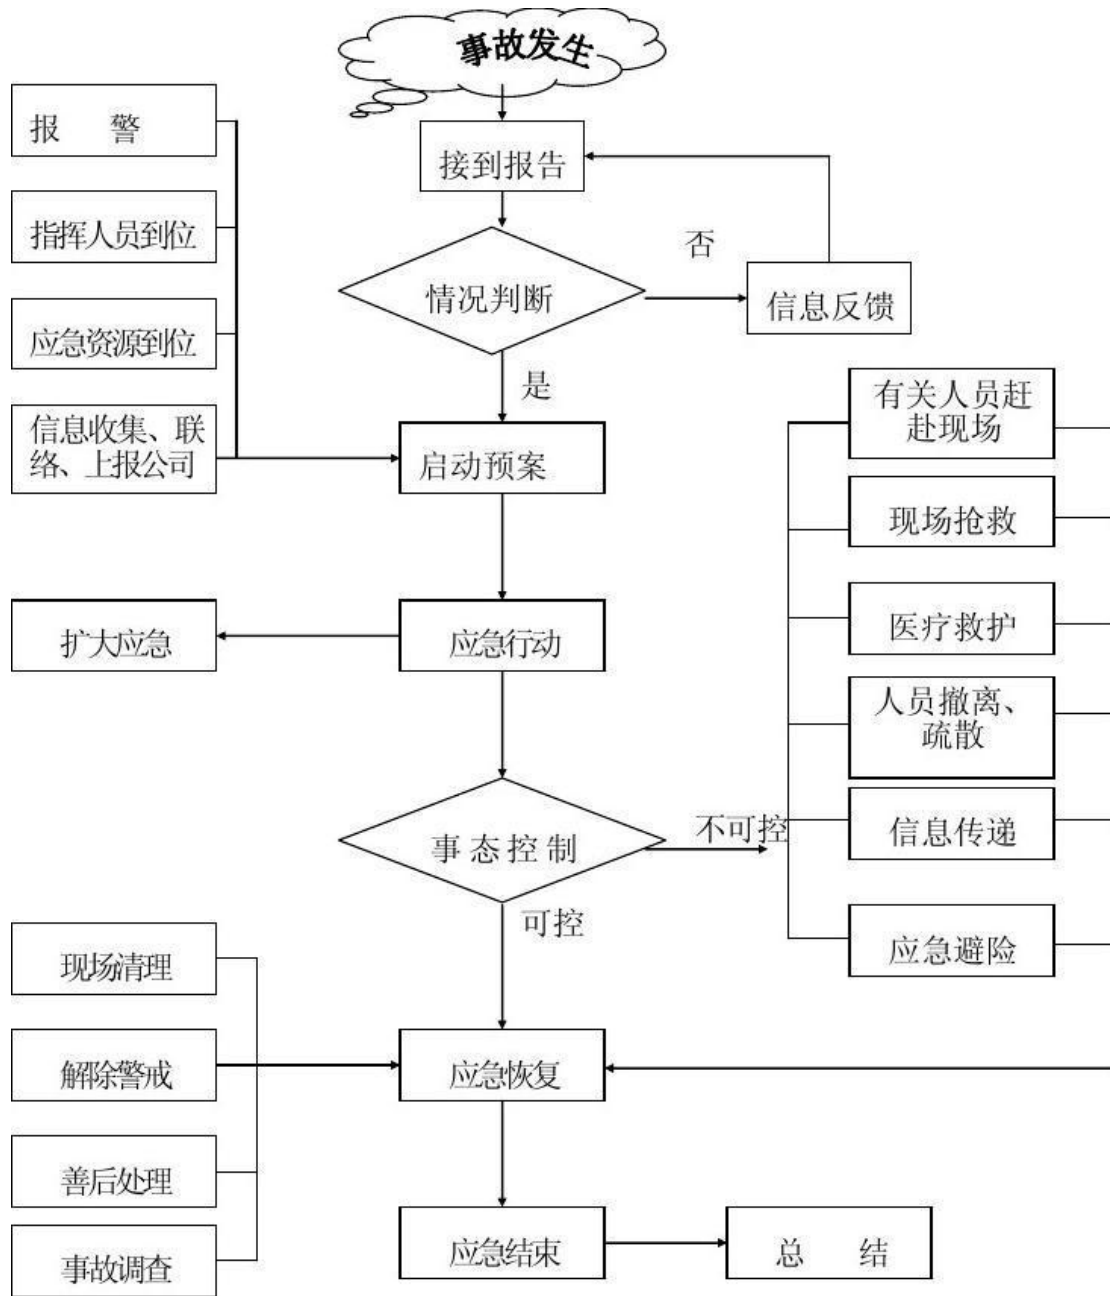 事故发生
报 警
接到报告
指挥人员到位
否
情况判断
信息反馈
应急资源到位
是
有关人员赶
赴现场
信息收集、联
络、上报公司
启动预案
现场抢救
扩大应急
应急行动
医疗救护
人员撤离、
疏散
不可控
信息传递
事态控制
可控
应急避险
现场清理
解除警戒
应急恢复
善后处理
事故调查
应急结束
总 结